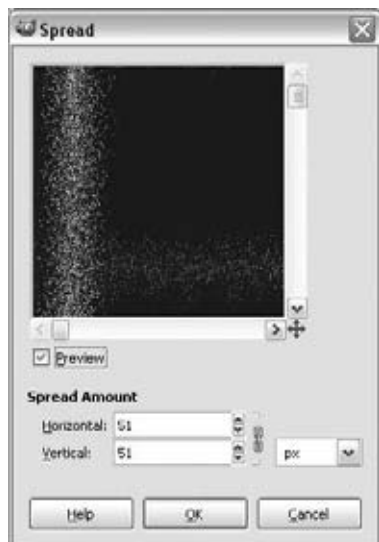 Spread
Preview
Spread Amount
Horizontal: 51
Vertical: 51
px
Help OK Cancel